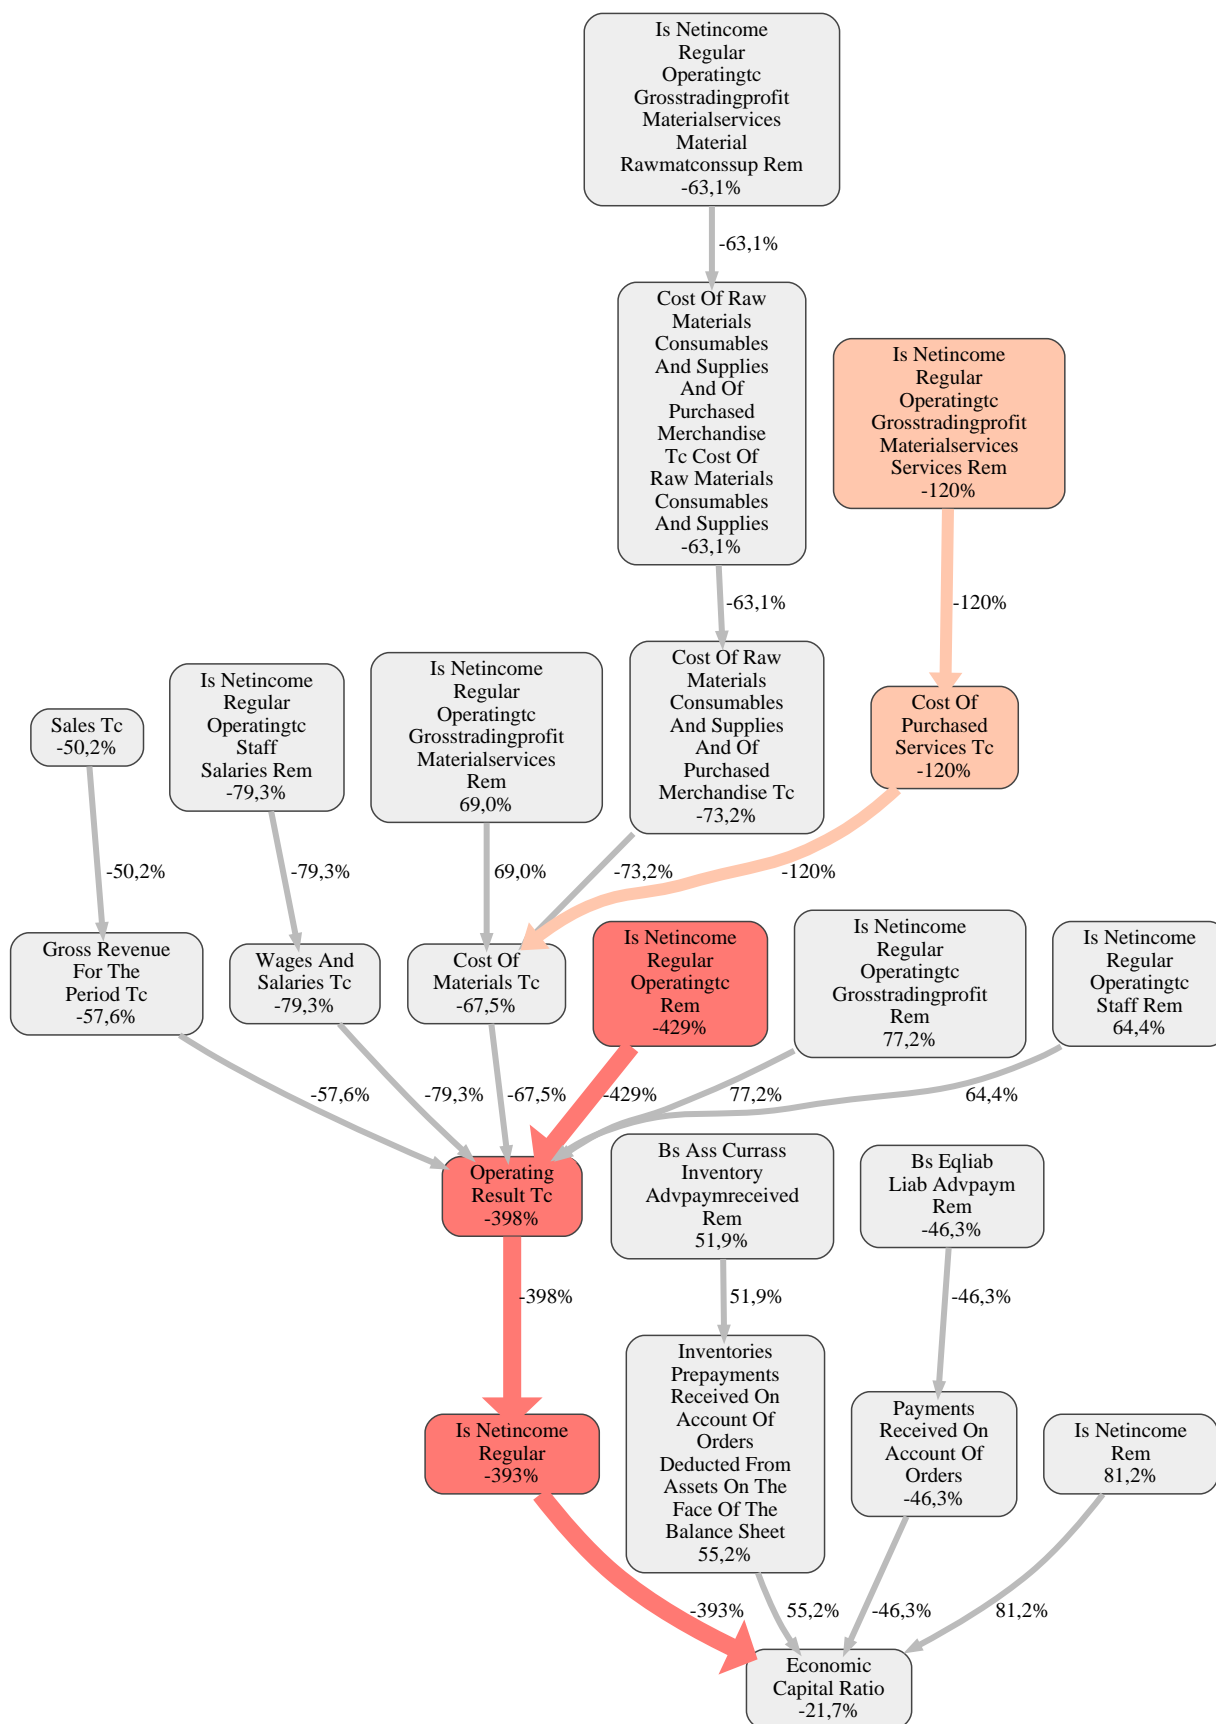 Is Netincome
Regular
Operatingtc
Grosstradingprofit
Materialservices
Material
Rawmatconssup Rem
-63,1%
-63,1%
Cost Of Raw
Materials
Consumables
And Supplies
And Of
Purchased
Merchandise
Tc Cost Of
Raw Materials
Consumables
And Supplies
-63,1%
Is Netincome
Regular
Operatingtc
Grosstradingprofit
Materialservices
Services Rem
-120%
-63,1%
-120%
Sales Tc
-50,2%
Is Netincome
Regular
Operatingtc
Staff
Salaries Rem
-79,3%
Is Netincome
Regular
Operatingtc
Grosstradingprofit
Materialservices
Rem
69,0%
Cost Of Raw
Materials
Consumables
And Supplies
And Of
Purchased
Merchandise Tc
-73,2%
Cost Of
Purchased
Services Tc
-120%
-50,2%
-79,3%
69,0%
-73,2%
-120%
Gross Revenue
For The
Period Tc
-57,6%
Wages And
Salaries Tc
-79,3%
Cost Of
Materials Tc
-67,5%
Is Netincome
Regular
Operatingtc
Rem
-429%
Is Netincome
Regular
Operatingtc
Grosstradingprofit
Rem
77,2%
Is Netincome
Regular
Operatingtc
Staff Rem
64,4%
-57,6%
-79,3%
-67,5%
-429%
77,2%
64,4%
Operating
Result Tc
-398%
Bs Ass Currass
Inventory
Advpaymreceived
Rem
51,9%
Bs Eqliab
Liab Advpaym
Rem
-46,3%
-398%
51,9%
-46,3%
Is Netincome
Regular
-393%
Inventories
Prepayments
Received On
Account Of
Orders
Deducted From
Assets On The
Face Of The
Balance Sheet
55,2%
Payments
Received On
Account Of
Orders
-46,3%
Is Netincome
Rem
81,2%
-393%
55,2%
-46,3%
81,2%
Economic
Capital Ratio
-21,7%